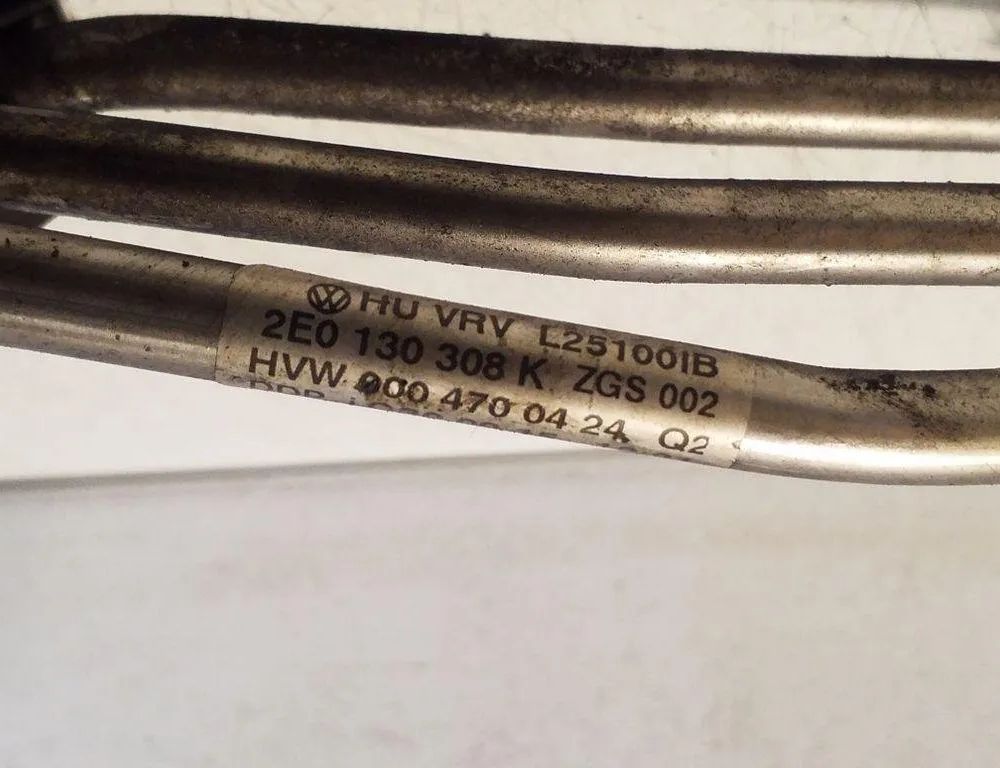 HU VRV L25100IB
2E0 130 308 K ZGS 002
HVW 000 470 04 24 Q2